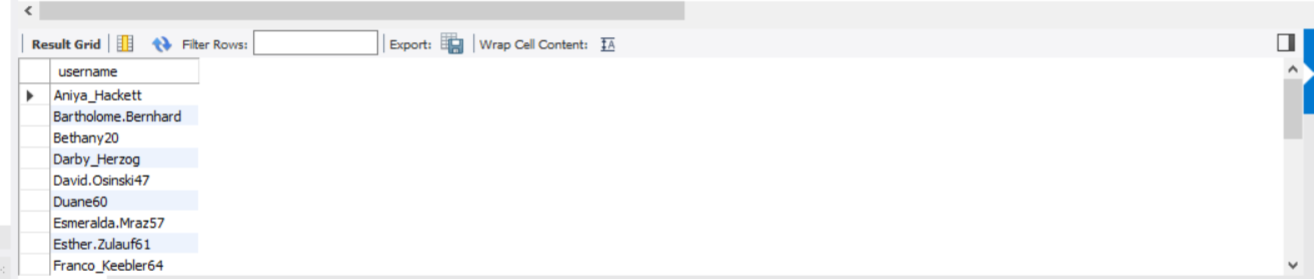 Result Grid Filter Rows: Export: Wrap Cell Content:
username
Aniya_Hackett
Bartholome.Bernhard
Bethany20
Darby_Herzog
David.Osinski47
Duane60
Esmeralda.Mraz57
Esther.Zulauf61
Franco_Keebler64